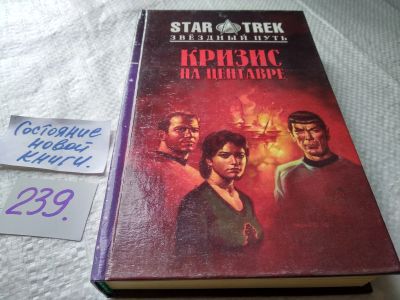 STAR TREK
ЗВЁЗДНЫЙ ПУТЬ
КРИЗИС
НА ЦЕНТАВРЕ
Состояние
новой
книги.
239.